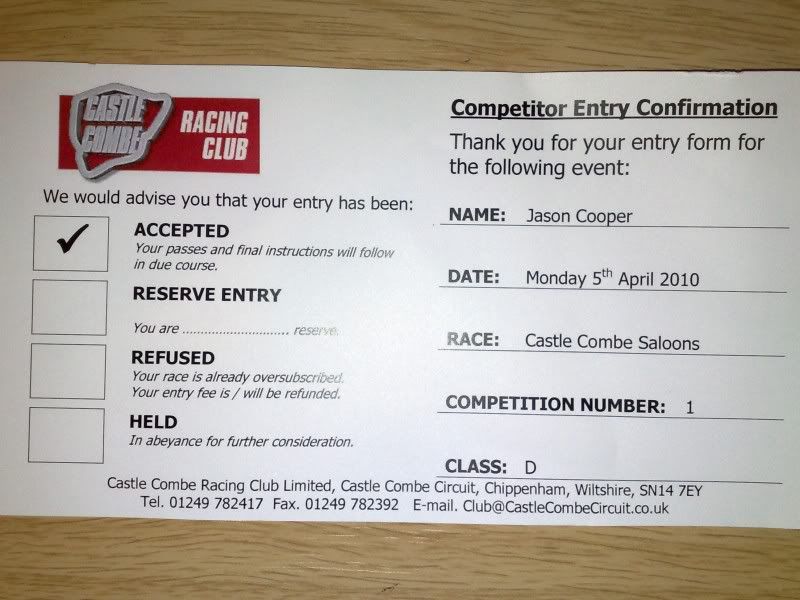 CASTLE
COMBE
RACING
CLUB
We would advise you that your entry has been:
✓
ACCEPTED
Your passes and final instructions will follow
in due course.
RESERVE ENTRY
You are ............................ reserve.
REFUSED
Your race is already oversubscribed.
Your entry fee is / will be refunded.
HELD
In abeyance for further consideration.
Competitor Entry Confirmation
Thank you for your entry form for
the following event:
NAME: Jason Cooper
DATE: Monday 5th April 2010
RACE: Castle Combe Saloons
COMPETITION NUMBER: 1
CLASS: D
Castle Combe Racing Club Limited, Castle Combe Circuit, Chippenham, Wiltshire, SN14 7EY
Tel. 01249 782417 Fax. 01249 782392 E-mail. Club@CastleCombeCircuit.co.uk